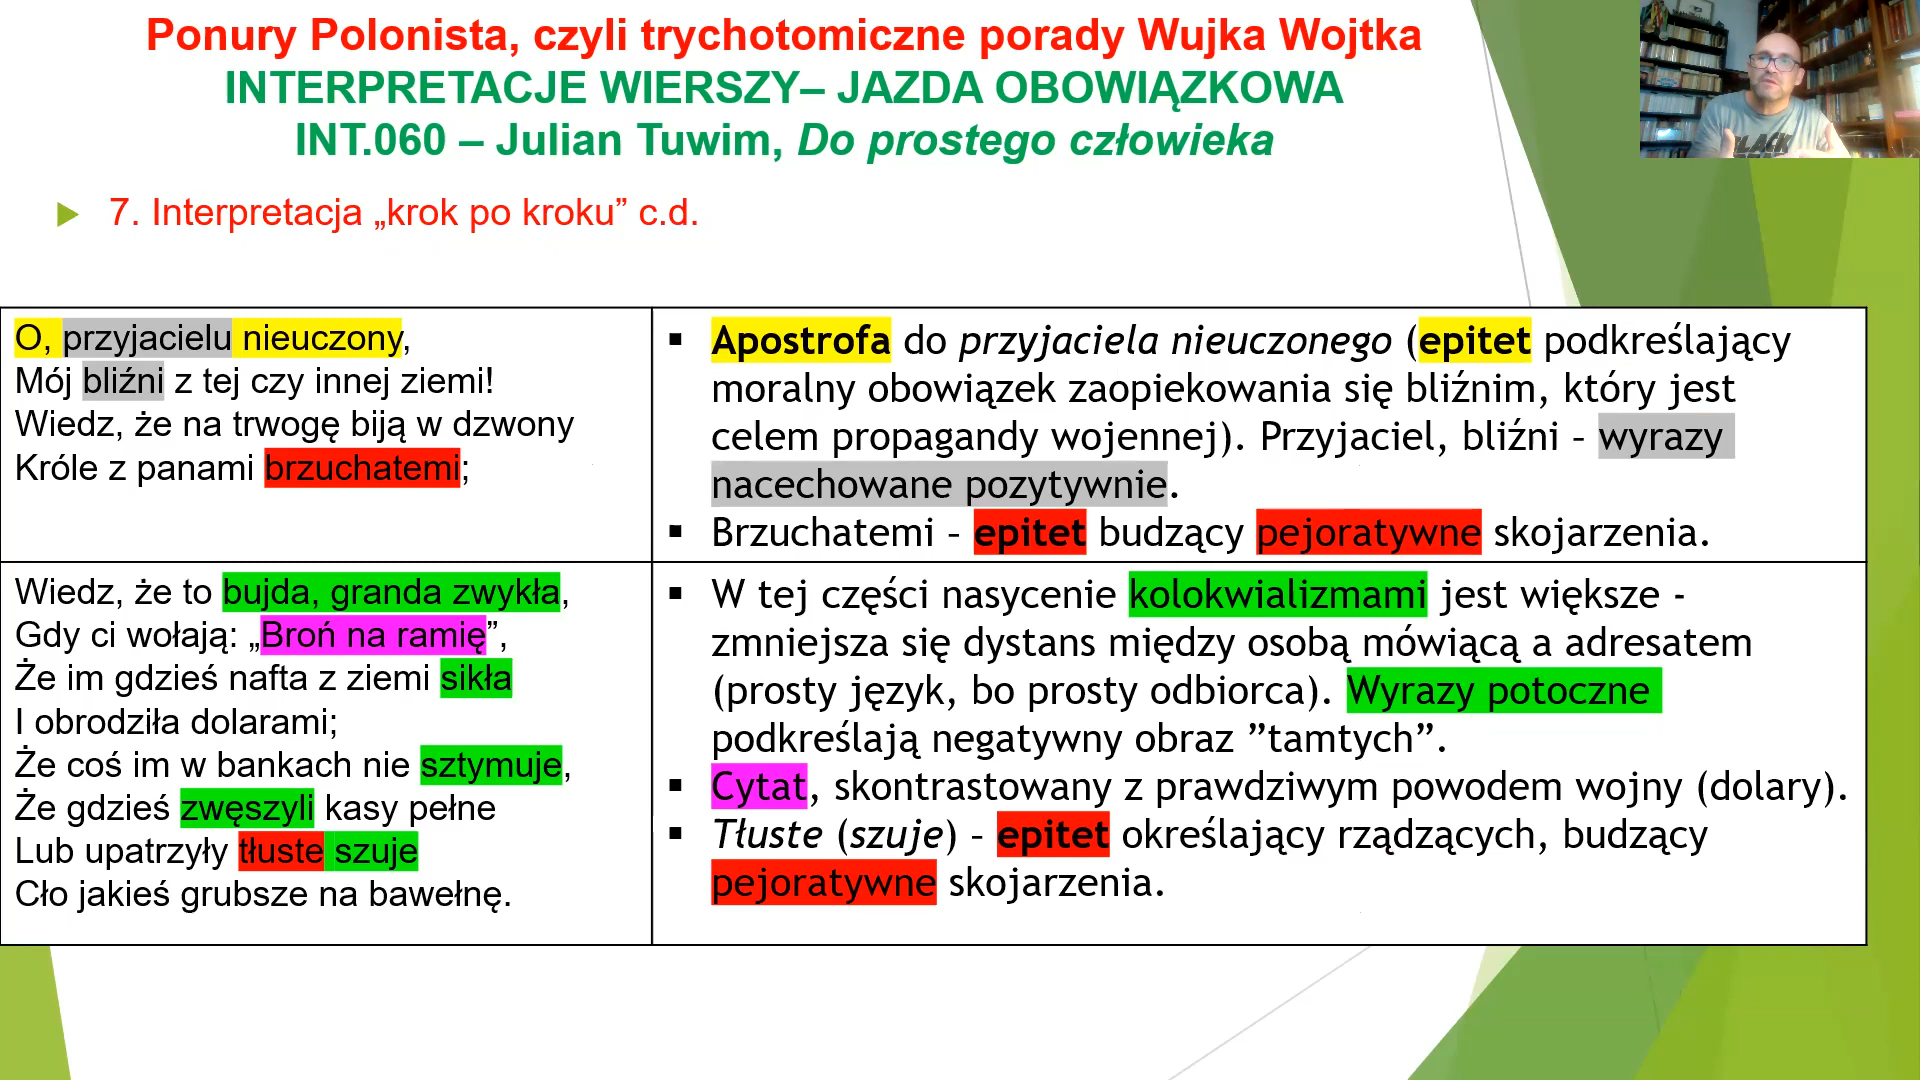 Ponury Polonista, czyli trychotomiczne porady Wujka Wojtka
INTERPRETACJE WIERSZY– JAZDA OBOWIĄZKOWA
INT.060 – Julian Tuwim, Do prostego człowieka
7. Interpretacja „krok po kroku” c.d.
O, przyjacielu nieuczony,
Mój bliźni z tej czy innej ziemi!
Wiedz, że na trwogę biją w dzwony
Króle z panami brzuchatemi;
▪ Apostrofa do przyjaciela nieuczonego (epitet podkreślający
moralny obowiązek zaopiekowania się bliźnim, który jest
celem propagandy wojennej). Przyjaciel, bliźni – wyrazy
nacechowane pozytywnie.
▪ Brzuchatemi – epitet budzący pejoratywne skojarzenia.
Wiedz, że to bujda, granda zwykła,
Gdy ci wołają: „Broń na ramię”,
Że im gdzieś nafta z ziemi sikła
I obrodziła dolarami;
Że coś im w bankach nie sztymuje,
Że gdzieś zwęszyli kasy pełne
Lub upatrzyły tłuste szuje
Cło jakieś grubsze na bawełnę.
▪ W tej części nasycenie kolokwializmami jest większe -
zmniejsza się dystans między osobą mówiącą a adresatem
(prosty język, bo prosty odbiorca). Wyrazy potoczne
podkreślają negatywny obraz ”tamtych”.
▪ Cytat, skontrastowany z prawdziwym powodem wojny (dolary).
▪ Tłuste (szuje) – epitet określający rządzących, budzący
pejoratywne skojarzenia.
BLACK